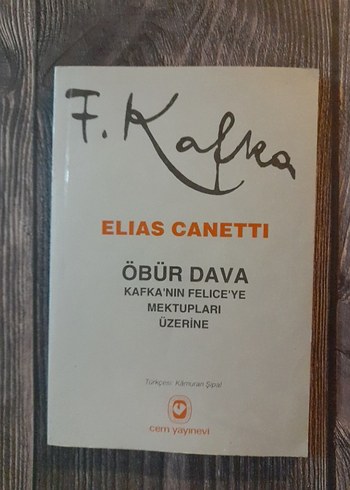 F. Kafka
ELIAS CANETTI
ÖBÜR DAVA
KAFKA'NIN FELICE'YE
MEKTUPLARI
ÜZERİNE
Türkçesi: Kâmuran Şipal
cem yayınevi